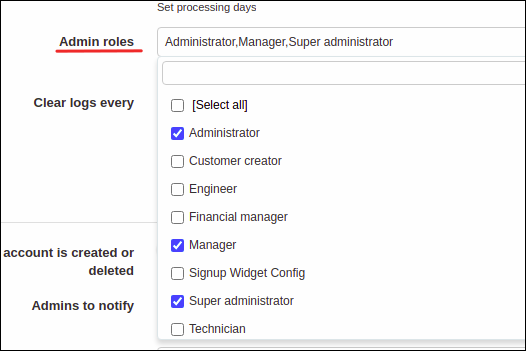 Set processing days
Admin roles
Administrator,Manager,Super administrator
Clear logs every
[Select all]
Administrator
Customer creator
Engineer
Financial manager
Manager
Signup Widget Config
Super administrator
Technician
account is created or
deleted
Admins to notify